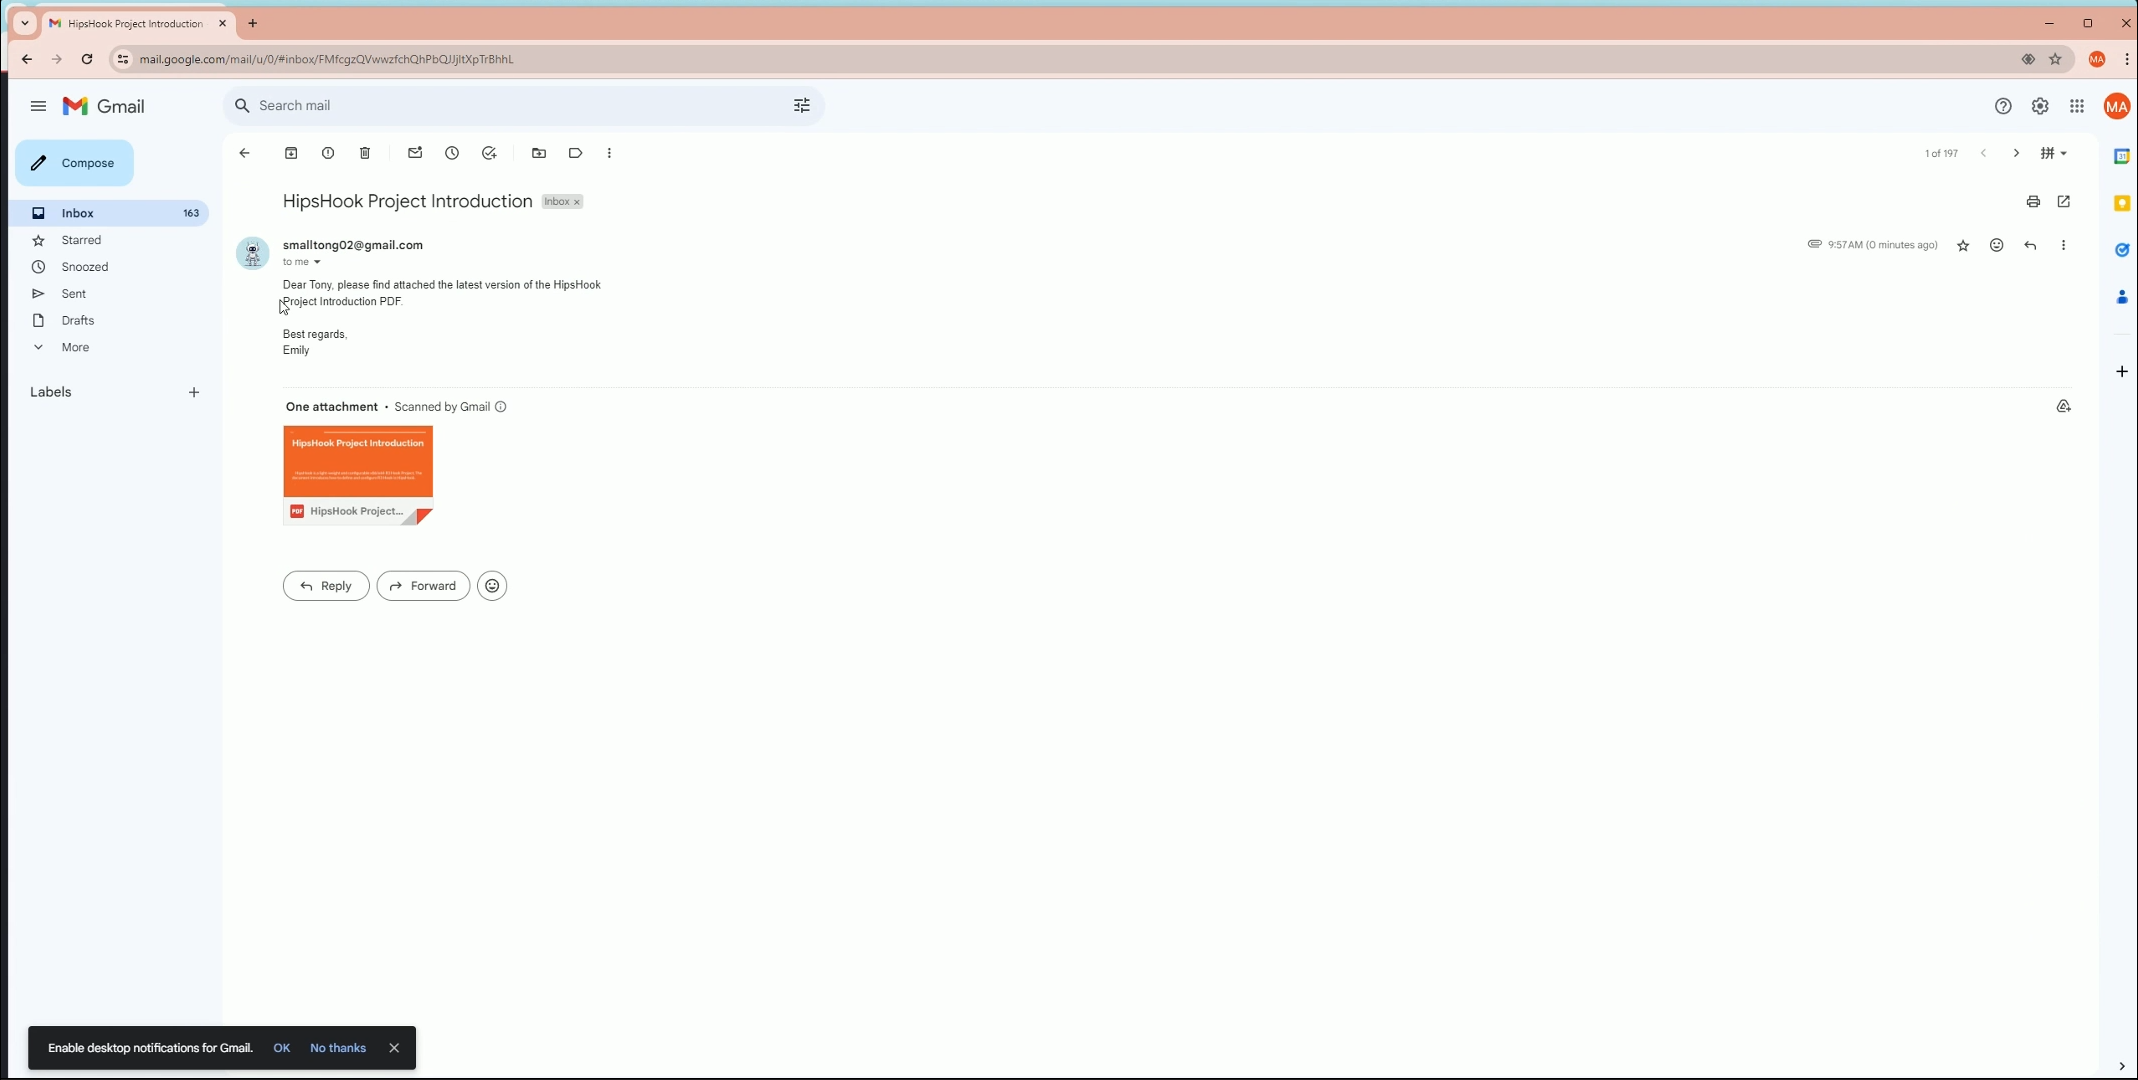 HipsHook Project Introduction
mail.google.com/mail/u/0/#inbox/FMfcgzQVwwzfchQhPbQJJjltXpTrBhhL
MA
Gmail
Search mail
MA
Compose
1 of 197
Inbox 163
Starred
Snoozed
Sent
Drafts
More
Labels
HipsHook Project Introduction Inbox x
smalltong02@gmail.com
9:57 AM (0 minutes ago)
to me
Dear Tony, please find attached the latest version of the HipsHook
Project Introduction PDF.
Best regards,
Emily
One attachment • Scanned by Gmail
HipsHook Project Introduction
PDF HipsHook Project...
Reply
Forward
31
Enable desktop notifications for Gmail. OK No thanks